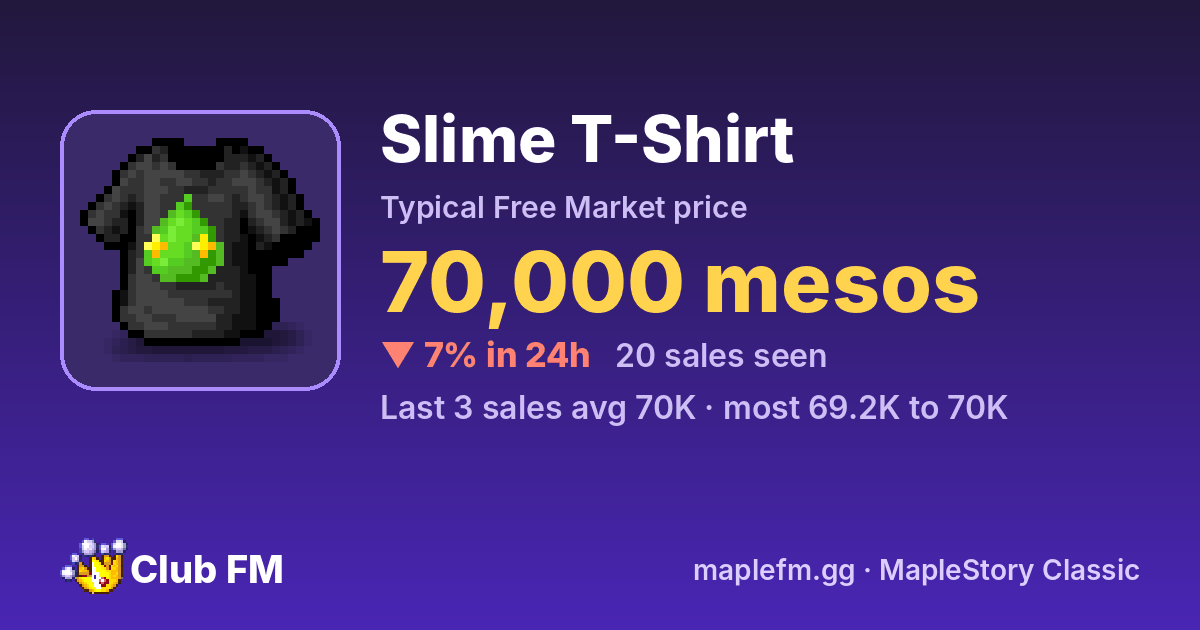 Slime T-Shirt
Typical Free Market price
70,000 mesos
▼ 7% in 24h 20 sales seen
Last 3 sales avg 70K · most 69.2K to 70K
Club FM
maplefm.gg · MapleStory Classic